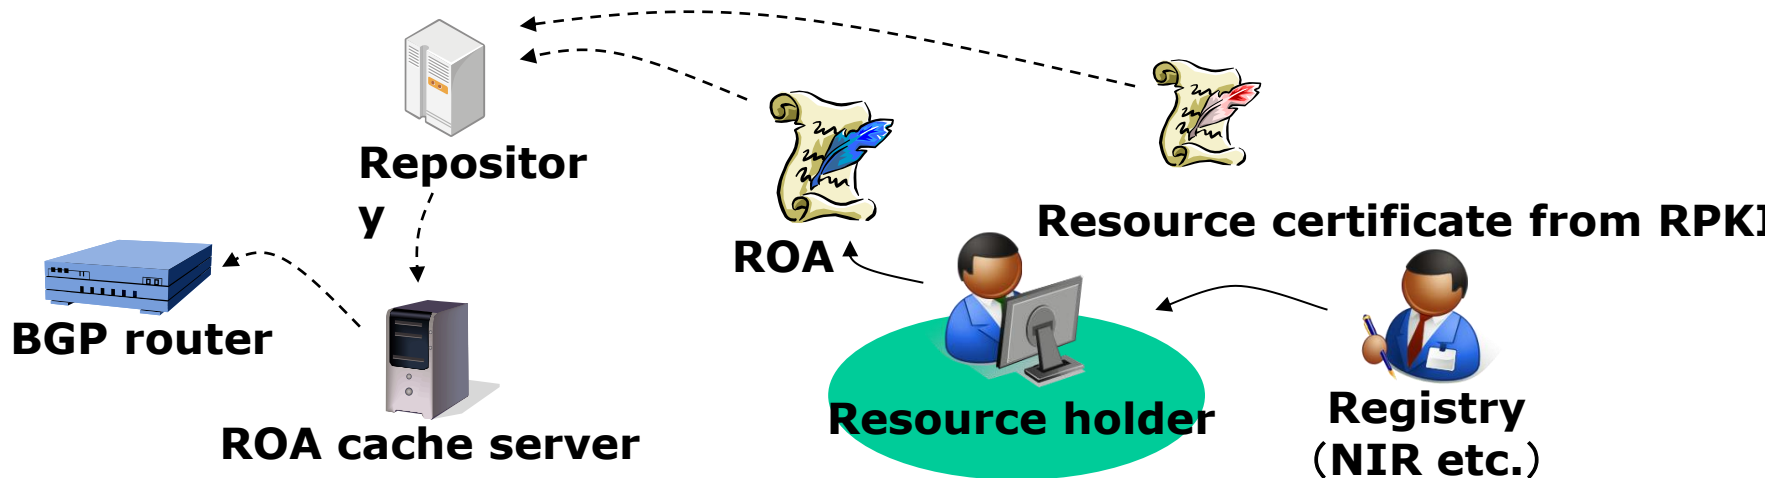 Repositor
y
Resource certificate from RPKI
ROA
BGP router
Resource holder
Registry
（NIR etc.）
ROA cache server